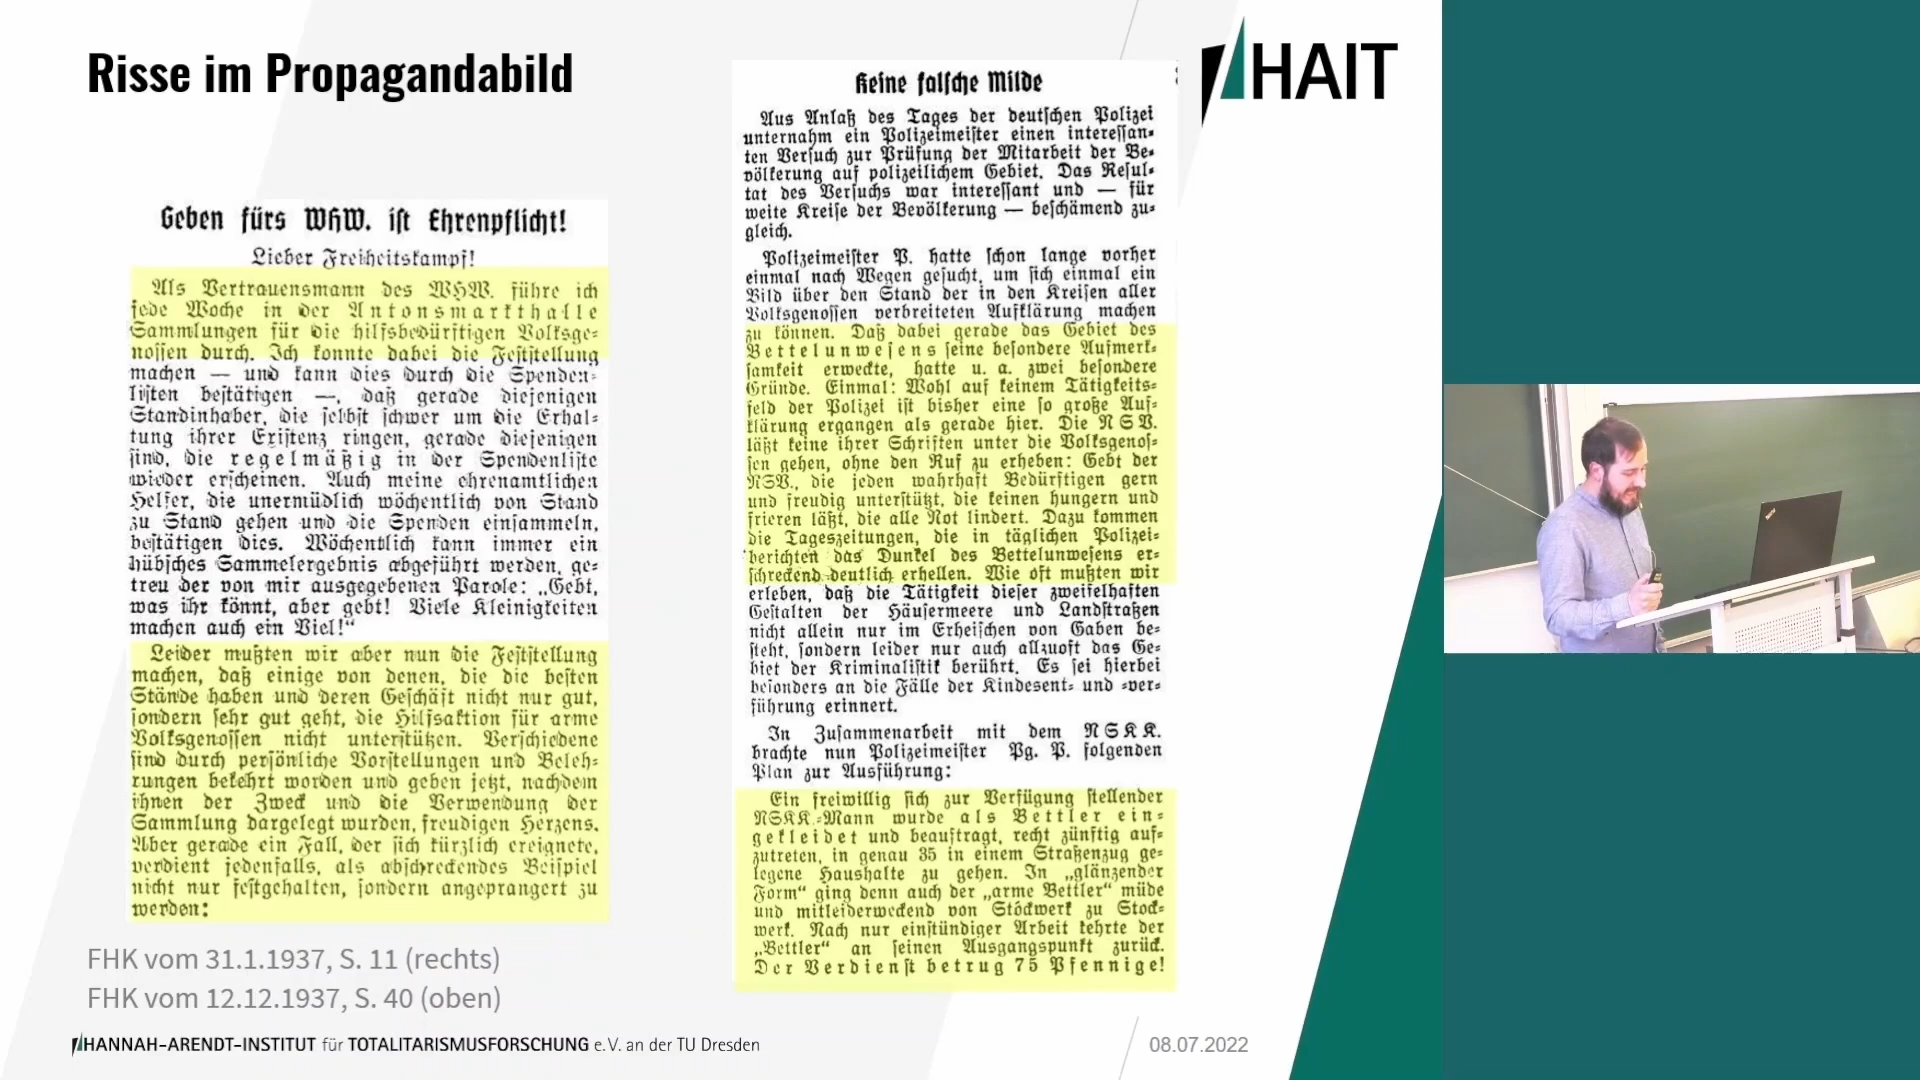 Risse im Propagandabild
HAIT
Geben fürs WHW. ist Ehrenpflicht!
Lieber Freiheitskampf!
Als Vertrauensmann des WHW. führe ich
jede Woche in der Antonsmarkthalle
Sammlungen für die hilfsbedürftigen Volksge-
nossen durch. Ich konnte dabei die Feststellung
machen — und kann dies durch die Spenden-
listen bestätigen —, daß gerade diejenigen
Standinhaber, die selbst schwer um die Erhal-
tung ihrer Existenz ringen, gerade diejenigen
sind, die regelmäßig in der Spendenliste
wieder erscheinen. Auch meine ehrenamtlichen
Helfer, die unermüdlich wöchentlich von Stand
zu Stand gehen und die Spenden einsammeln,
bestätigen dies. Wöchentlich kann immer ein
hübsches Sammelergebnis abgeführt werden, ge-
treu der von mir ausgegebenen Parole: „Gebt,
was ihr könnt, aber gebt! Viele Kleinigkeiten
machen auch ein Viel!“
Leider mußten wir aber nun die Feststellung
machen, daß einige von denen, die die besten
Stände haben und deren Geschäft nicht nur gut,
sondern sehr gut geht, die Hilfsaktion für arme
Volksgenossen nicht unterstützen. Verschiedene
sind durch persönliche Vorstellungen und Beleh-
rungen bekehrt worden und geben jetzt, nachdem
ihnen der Zweck und die Verwendung der
Sammlung dargelegt wurden, freudigen Herzens.
Aber gerade ein Fall, der sich kürzlich ereignete,
verdient jedenfalls, als abschreckendes Beispiel
nicht nur festgehalten, sondern angeprangert zu
werden:
Keine falsche Milde
Aus Anlaß des Tages der deutschen Polizei
unternahm ein Polizeimeister einen interessan-
ten Versuch zur Prüfung der Mitarbeit der Be-
völkerung auf polizeilichem Gebiet. Das Resul-
tat des Versuchs war interessant und — für
weite Kreise der Bevölkerung — beschämend zu-
gleich.
Polizeimeister P. hatte schon lange vorher
einmal nach Wegen gesucht, um sich einmal ein
Bild über den Stand der in den Kreisen aller
Volksgenossen verbreiteten Aufklärung machen
zu können. Daß dabei gerade das Gebiet des
Bettelunwesens seine besondere Aufmerk-
samkeit erweckte, hatte u. a. zwei besondere
Gründe. Einmal: Wohl auf keinem Tätigkeits-
feld der Polizei ist bisher eine so große Auf-
klärung ergangen als gerade hier. Die NSV.
läßt keine ihrer Schriften unter die Volksgenos-
sen gehen, ohne den Ruf zu erheben: Gebt der
NSV., die jeden wahrhaft Bedürftigen gern
und freudig unterstützt, die keinen hungern und
frieren läßt, die alle Not lindert. Dazu kommen
die Tageszeitungen, die in täglichen Polizei-
berichten das Dunkel des Bettelunwesens er-
schreckend deutlich erhellen. Wie oft mußten wir
erleben, daß die Tätigkeit dieser zweifelhaften
Gestalten der Häusermeere und Landstraßen
nicht allein nur im Erheischen von Gaben be-
steht, sondern leider nur auch allzuoft das Ge-
biet der Kriminalistik berührt. Es sei hierbei
besonders an die Fälle der Kindesent- und -ver-
führung erinnert.
In Zusammenarbeit mit dem NSKK.
brachte nun Polizeimeister Pg. P. folgenden
Plan zur Ausführung:
Ein freiwillig sich zur Verfügung stellender
NSKK.-Mann wurde als Bettler ein-
gekleidet und beauftragt, recht zünftig auf-
zutreten, in genau 35 in einem Straßenzug ge-
legene Haushalte zu gehen. In „glänzender
Form“ ging denn auch der „arme Bettler“ müde
und mitleiderweckend von Stockwerk zu Stock-
werk. Nach nur einstündiger Arbeit kehrte der
„Bettler“ an seinen Ausgangspunkt zurück.
Der Verdienst betrug 75 Pfennige!
FHK vom 31.1.1937, S. 11 (rechts)
FHK vom 12.12.1937, S. 40 (oben)
HANNAH-ARENDT-INSTITUT für TOTALITARISMUSFORSCHUNG e.V. an der TU Dresden
08.07.2022